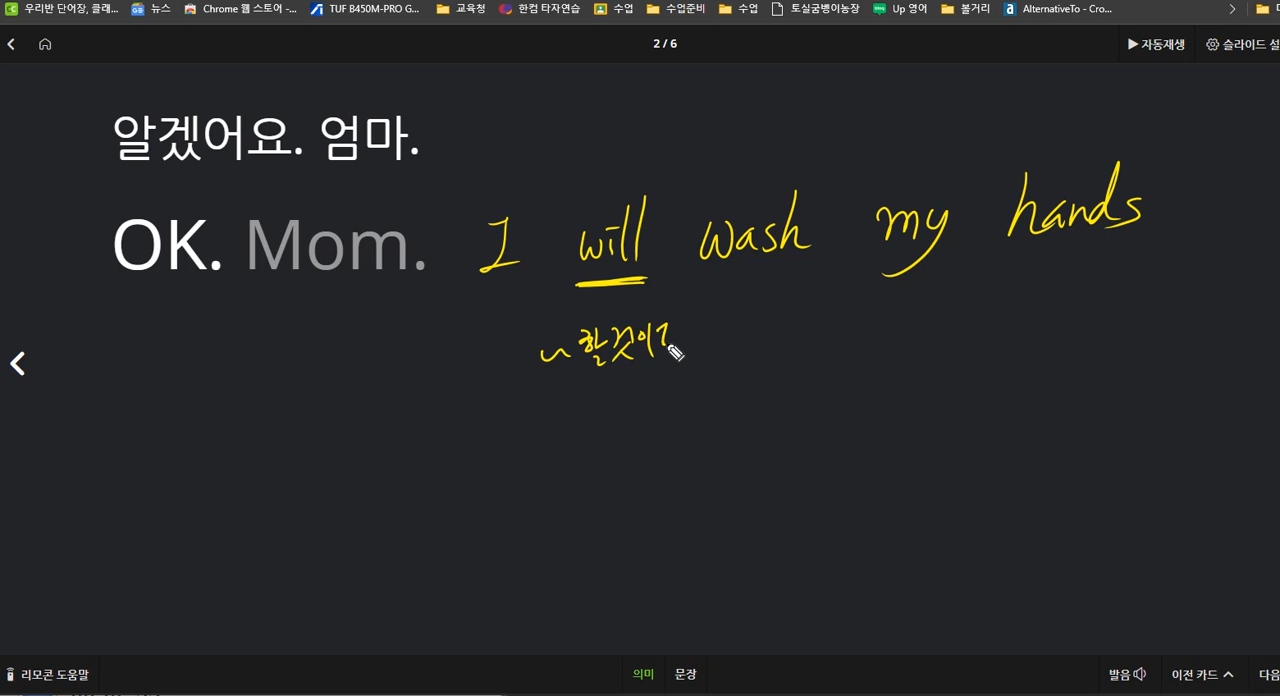 우리반 단어장, 클래... 뉴스 Chrome 웹 스토어 -... TUF B450M-PRO G... 교육청 한컴 타자연습 수업 수업준비 수업 토실굼벵이농장 Up 영어 볼거리 AlternativeTo - Cro...
2 / 6 자동재생 슬라이드 설
알겠어요. 엄마.
OK. Mom. I will wash my hands
~할것이
리모콘 도움말 의미 문장 발음 이전 카드 다음